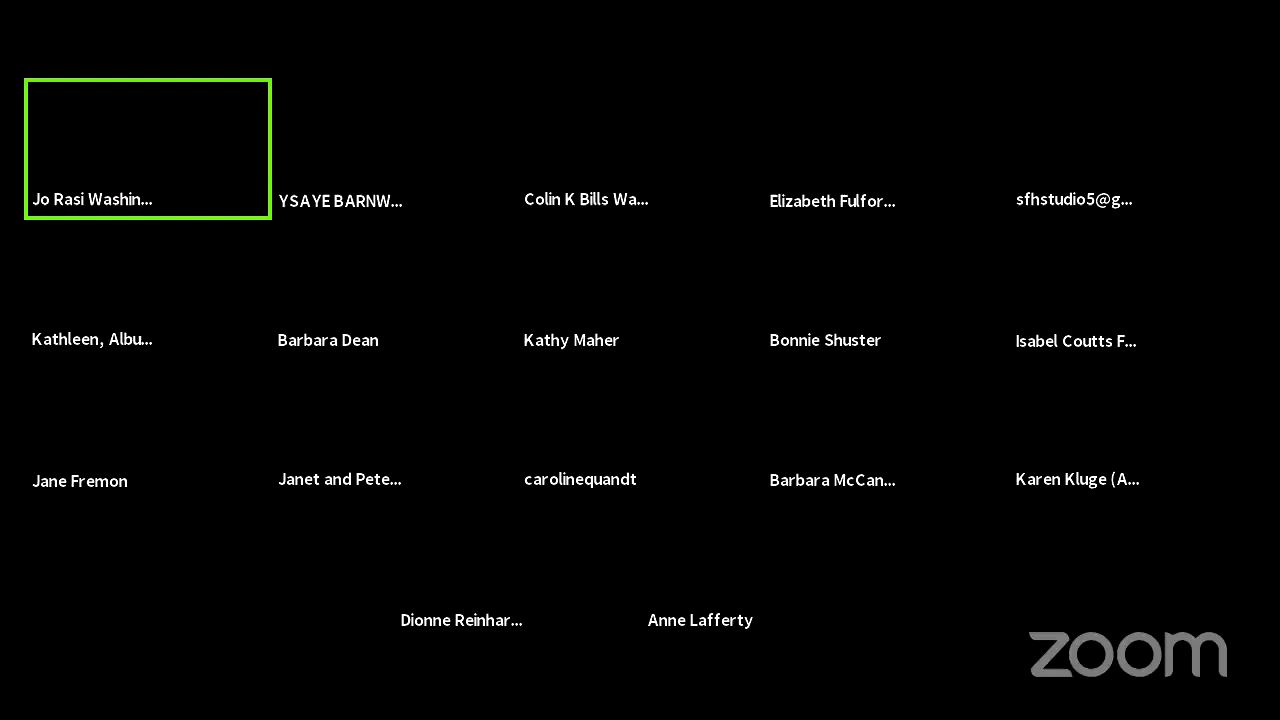 Jo Rasi Washin...
YSAYE BARNW...
Colin K Bills Wa...
Elizabeth Fulfor...
sfhstudio5@g...
Kathleen, Albu...
Barbara Dean
Kathy Maher
Bonnie Shuster
Isabel Coutts F...
Jane Fremon
Janet and Pete...
carolinequandt
Barbara McCan...
Karen Kluge (A...
Dionne Reinhar...
Anne Lafferty
zoom